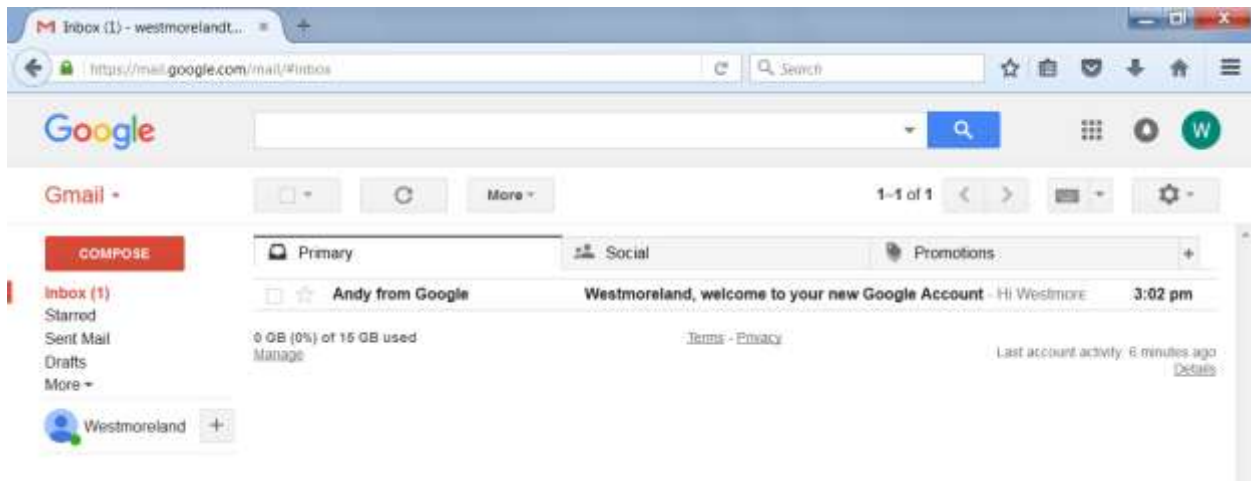 Inbox (1) - westmorelandt...
https://mail.google.com/mail/#inbox
Search
Google
W
Gmail
More
1–1 of 1
COMPOSE
Primary
Social
Promotions
+
Inbox (1)
Andy from Google
Westmoreland, welcome to your new Google Account - Hi Westmore
3:02 pm
Starred
Sent Mail
0 GB (0%) of 15 GB used
Terms - Privacy
Manage
Last account activity: 6 minutes ago
Details
Drafts
More
Westmoreland
+